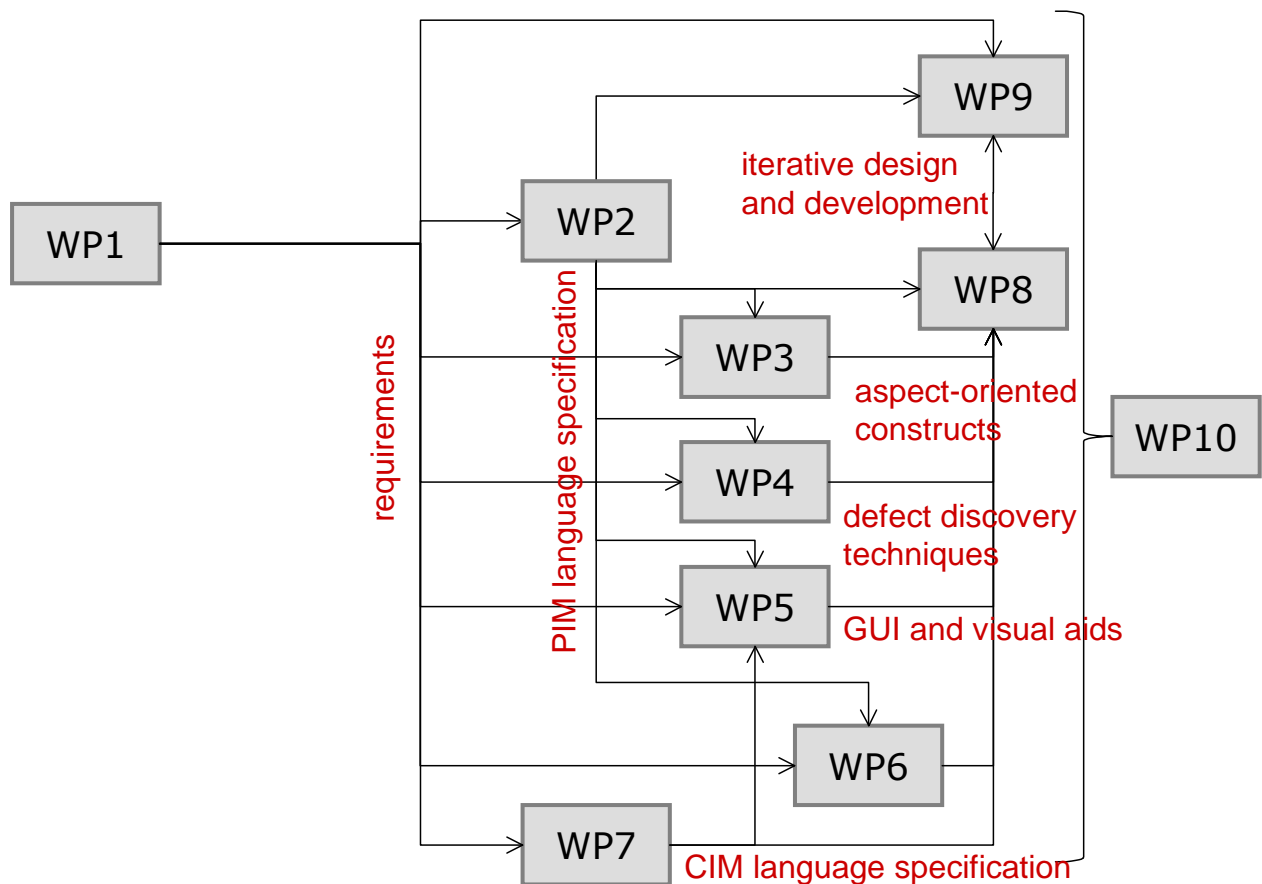 WP9
iterative design
and development
WP2
WP1
WP8
PIM language specification
requirements
WP3
aspect-oriented
constructs
WP10
WP4
defect discovery
techniques
WP5
GUI and visual aids
WP6
WP7
CIM language specification